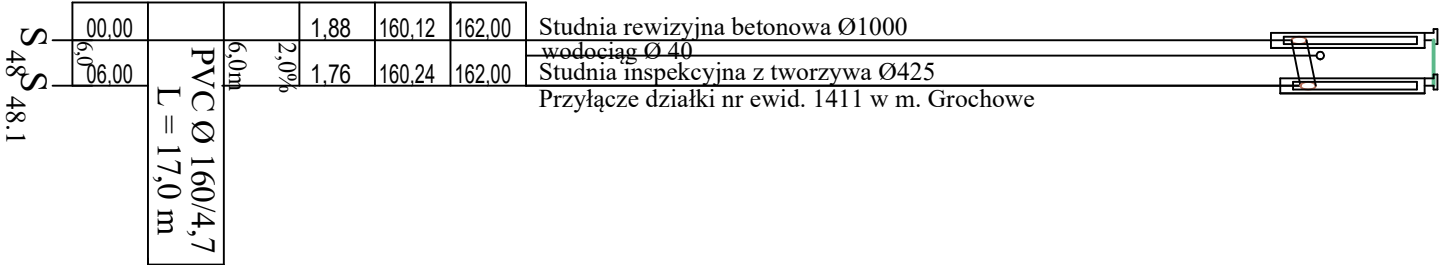 00,00 1,88 160,12 162,00 Studnia rewizyjna betonowa Ø1000
wodociąg Ø 40
06,00 1,76 160,24 162,00 Studnia inspekcyjna z tworzywa Ø425
Przyłącze działki nr ewid. 1411 w m. Grochowe
S 48
S 48.1
6,0
PVC Ø 160/4,7
L = 17,0 m
6,0m
2,0%